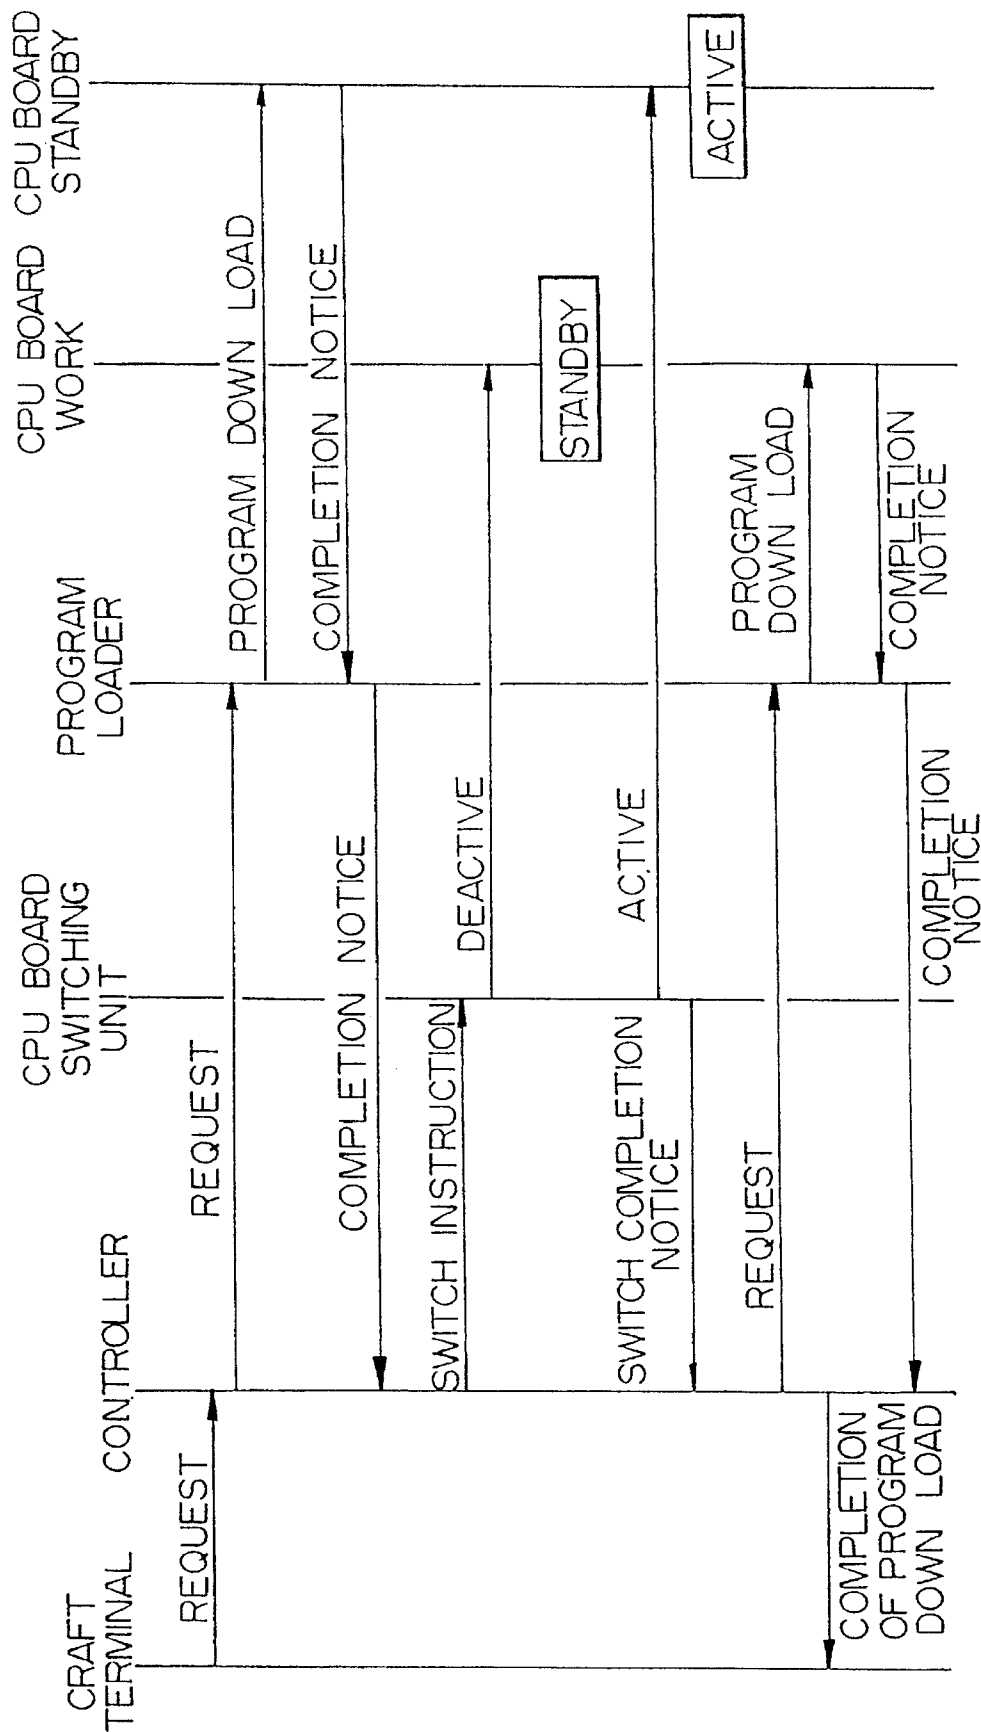 CRAFT
TERMINAL
CONTROLLER
CPU BOARD
SWITCHING
UNIT
PROGRAM
LOADER
CPU BOARD
WORK
CPU BOARD
STANDBY
REQUEST
REQUEST
PROGRAM DOWN LOAD
COMPLETION NOTICE
COMPLETION NOTICE
SWITCH INSTRUCTION
DEACTIVE
STANDBY
ACTIVE
ACTIVE
SWITCH COMPLETION
NOTICE
REQUEST
PROGRAM
DOWN LOAD
COMPLETION
NOTICE
COMPLETION
NOTICE
COMPLETION
OF PROGRAM
DOWN LOAD